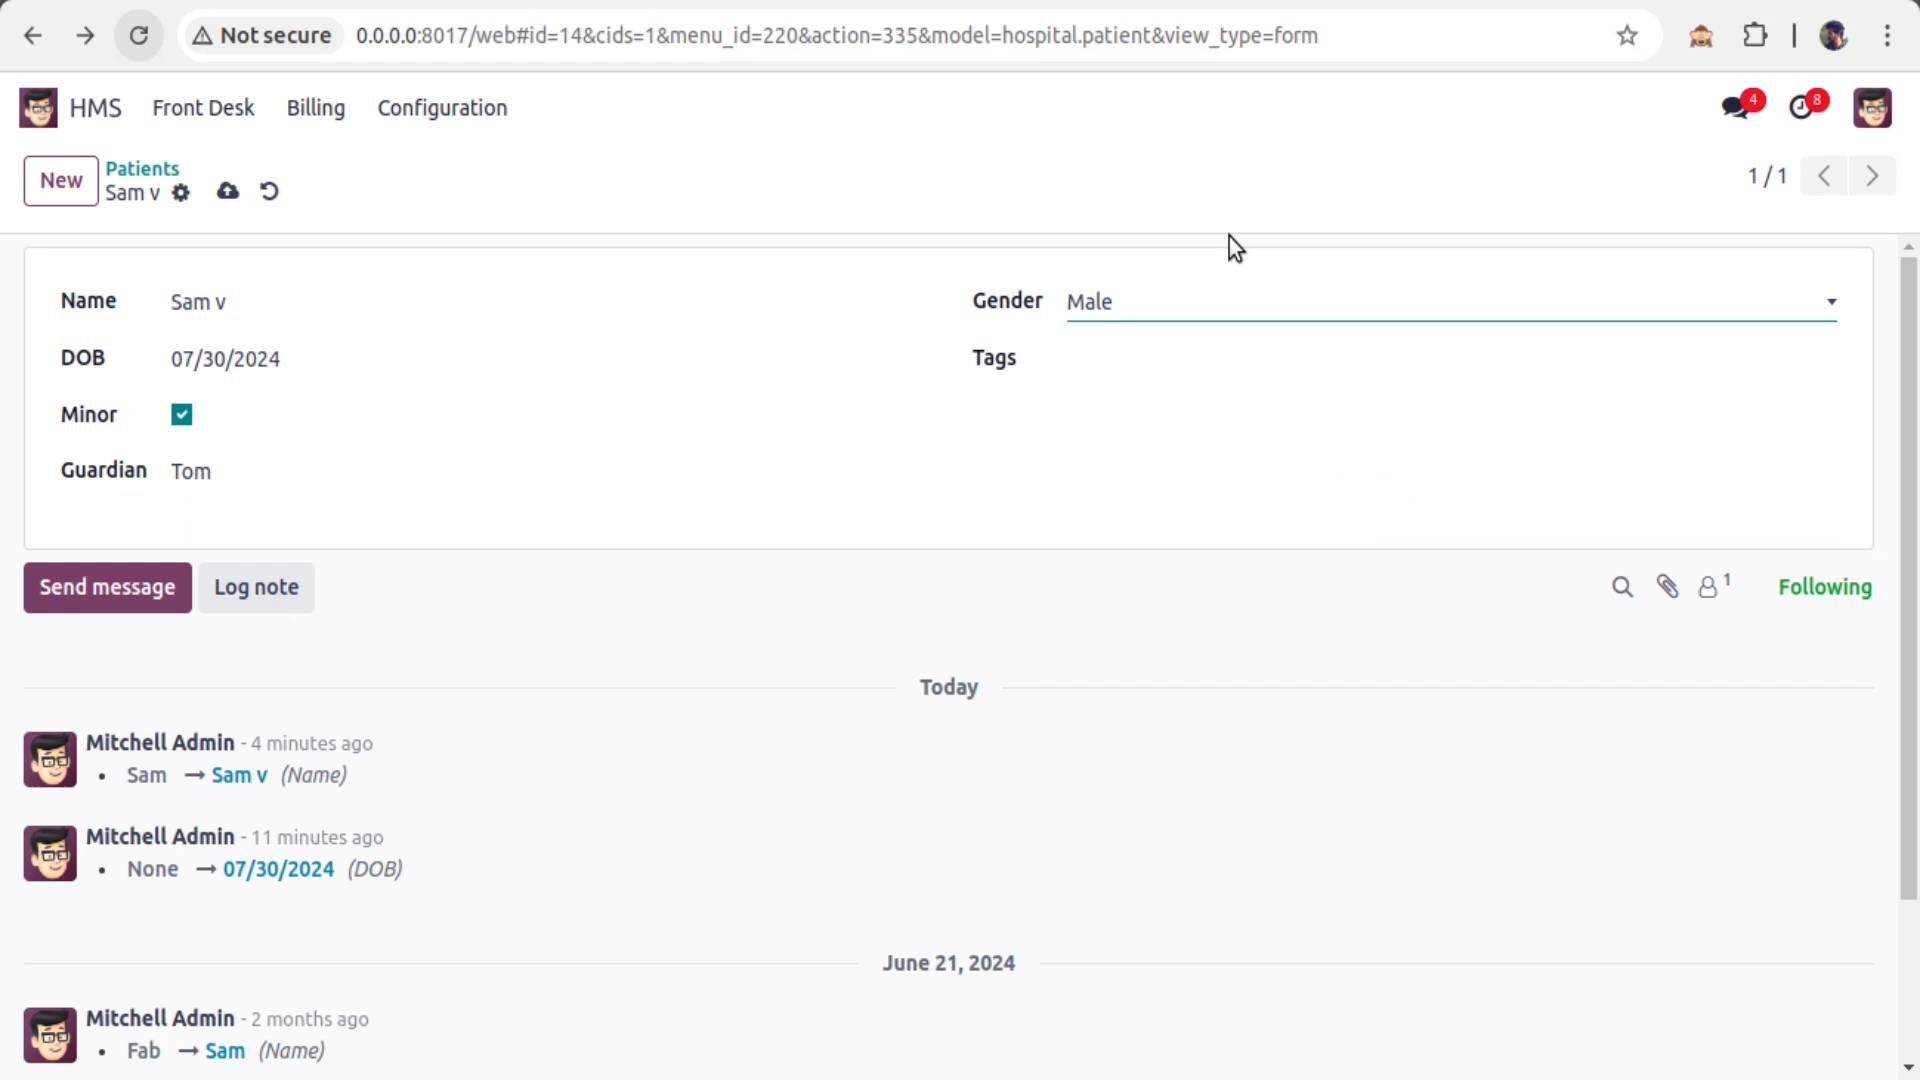 Not secure 0.0.0.0:8017/web#id=14&cids=1&menu_id=220&action=335&model=hospital.patient&view_type=form
HMS Front Desk Billing Configuration 4 8
New Patients
Sam v
1 / 1
Name Sam v Gender Male
DOB 07/30/2024 Tags
Minor
Guardian Tom
Send message Log note 1 Following
Today
Mitchell Admin - 4 minutes ago
• Sam → Sam v (Name)
Mitchell Admin - 11 minutes ago
• None → 07/30/2024 (DOB)
June 21, 2024
Mitchell Admin - 2 months ago
• Fab → Sam (Name)